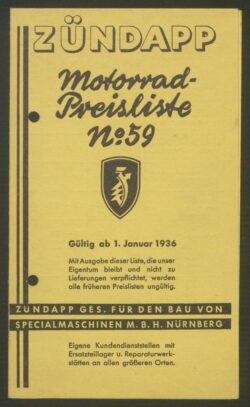 ZÜNDAPP
Motorrad-
Preisliste
No59
Gültig ab 1. Januar 1936
Mit Ausgabe dieser Liste, die unser
Eigentum bleibt und nicht zu
Lieferungen verpflichtet, werden
alle früheren Preislisten ungültig.
ZÜNDAPP GES. FÜR DEN BAU VON
SPECIALMASCHINEN M. B. H. NÜRNBERG
Eigene Kundendienststellen mit
Ersatzteillager u. Reparaturwerk-
stätten an allen größeren Orten.